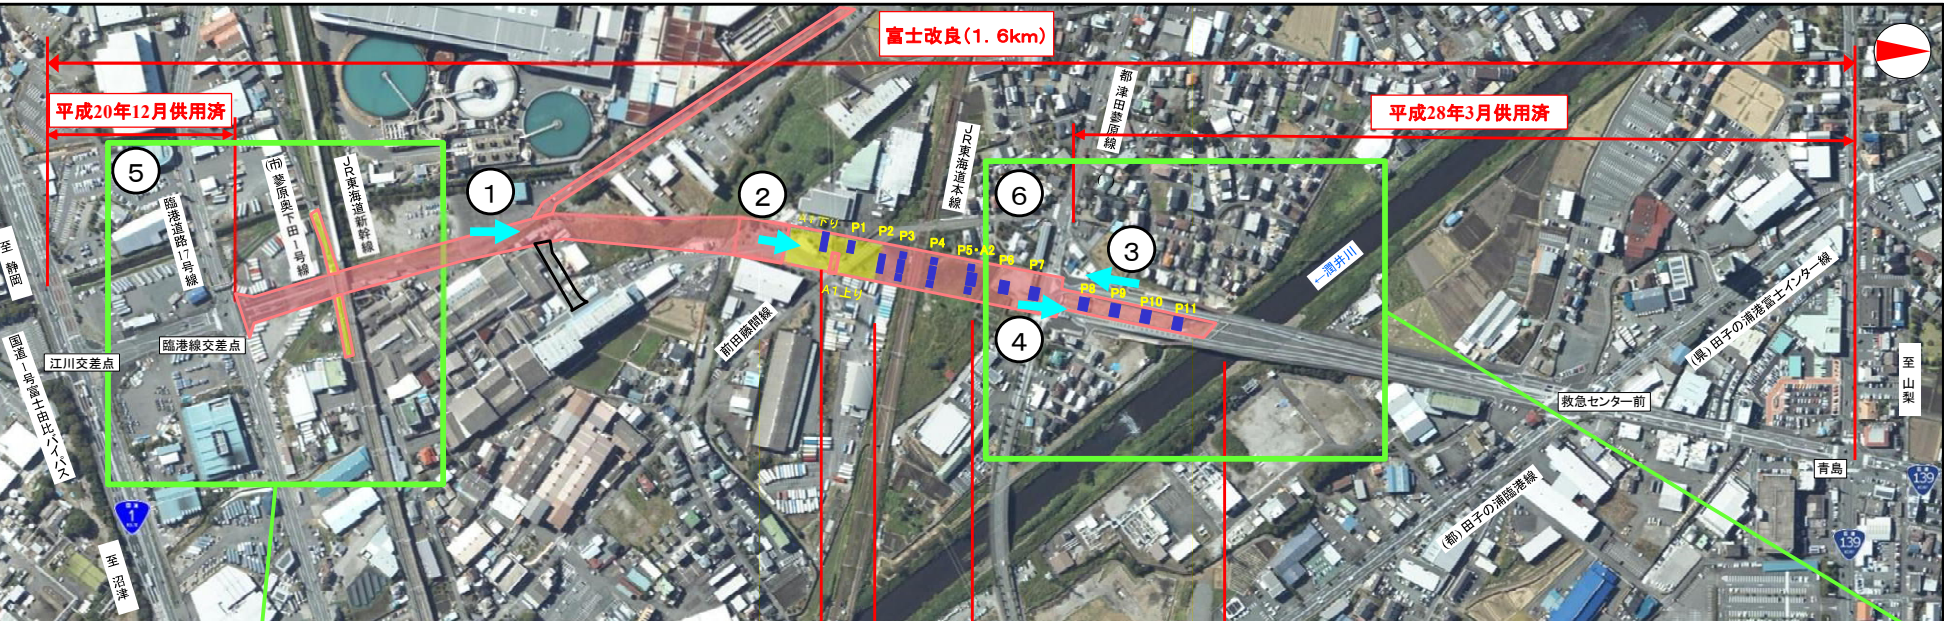 富士改良(1.6km)
平成20年12月供用済
平成28年3月供用済
⑤
臨港道路17号線
(市)蓼原奥下田1号線
JR東海道新幹線
①
②
JR東海道本線
⑥
都津田蓼原線
③
④
A1下り
P1
P2
P3
P4
P5・A2
P6
P7
P8
P9
P10
P11
A1上り
←潤井川
(県)田子の浦港富士インター線
至 静岡
国道1号富士由比バイパス
江川交差点
臨港線交差点
前田藤間線
救急センター前
至 山梨
青島
139
139
(都)田子の浦臨港線
1
至 沼津